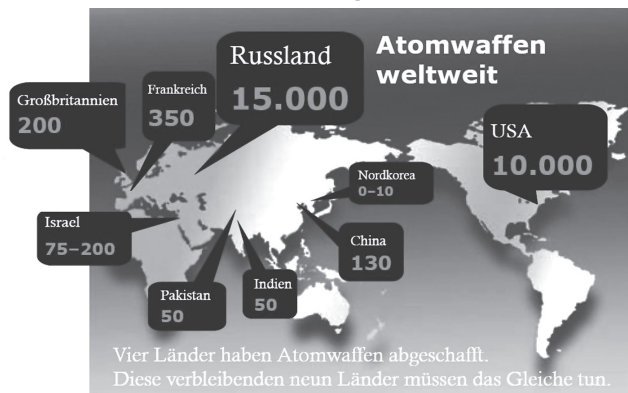 Atomwaffen
weltweit
Russland
15.000
Großbritannien
200
Frankreich
350
USA
10.000
Nordkorea
0–10
Israel
75–200
China
130
Pakistan
50
Indien
50
Vier Länder haben Atomwaffen abgeschafft.
Diese verbleibenden neun Länder müssen das Gleiche tun.